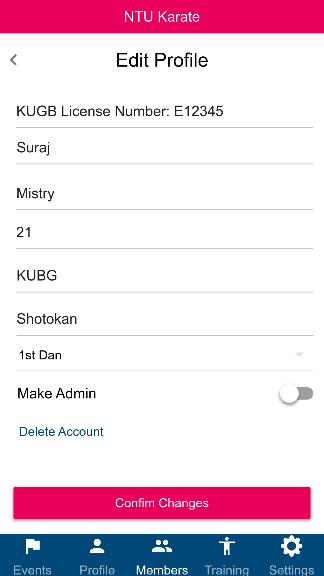 NTU Karate
Edit Profile
KUGB License Number: E12345
Suraj
Mistry
21
KUBG
Shotokan
1st Dan
Make Admin
Delete Account
Confim Changes
Events Profile Members Training Settings